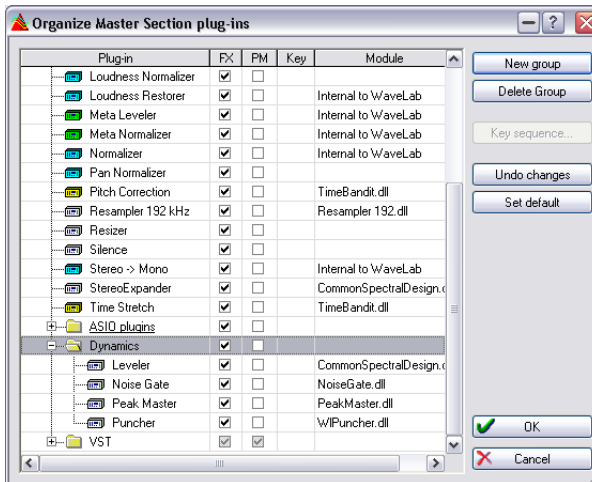 Organize Master Section plug-ins
Plug-in FX PM Key Module
Loudness Normalizer
Loudness Restorer Internal to WaveLab
Meta Leveler Internal to WaveLab
Meta Normalizer Internal to WaveLab
Normalizer Internal to WaveLab
Pan Normalizer
Pitch Correction TimeBandit.dll
Resampler 192 kHz Resampler 192.dll
Resizer
Silence
Stereo -> Mono Internal to WaveLab
StereoExpander CommonSpectralDesign.d
Time Stretch TimeBandit.dll
ASIO plugins
Dynamics
Leveler CommonSpectralDesign.d
Noise Gate NoiseGate.dll
Peak Master PeakMaster.dll
Puncher WlPuncher.dll
VST
New group
Delete Group
Key sequence...
Undo changes
Set default
OK
Cancel